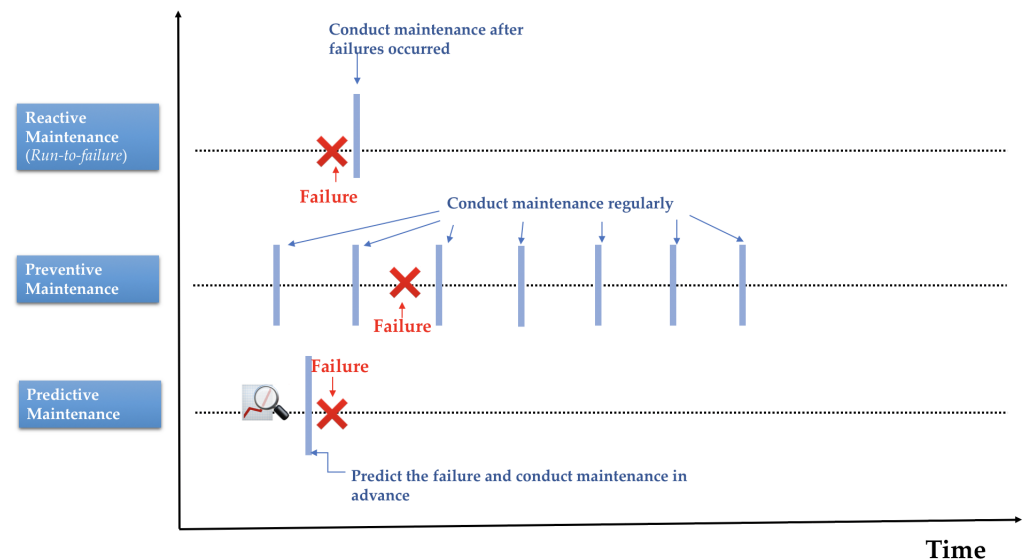 Conduct maintenance after
failures occurred
Reactive
Maintenance
(Run-to-failure)
Failure
Conduct maintenance regularly
Preventive
Maintenance
Failure
Failure
Predictive
Maintenance
Predict the failure and conduct maintenance in
advance
Time